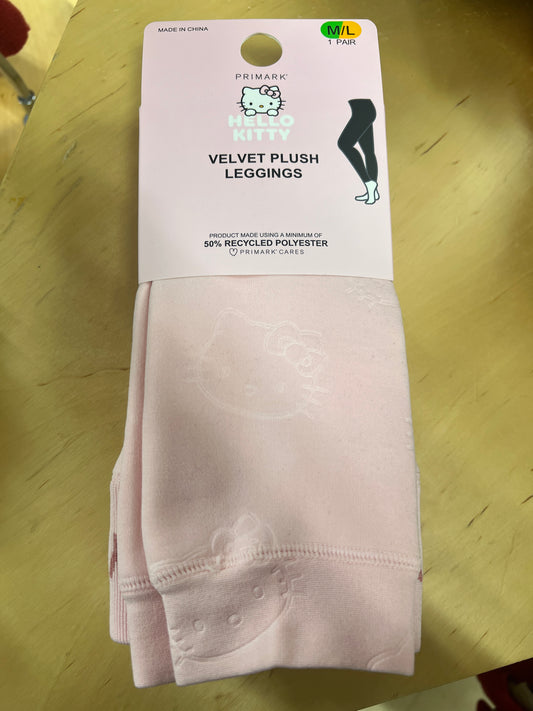 MADE IN CHINA
M/L
1 PAIR
PRIMARK®
HELLO
KITTY
VELVET PLUSH
LEGGINGS
PRODUCT MADE USING A MINIMUM OF
50% RECYCLED POLYESTER
PRIMARK® CARES